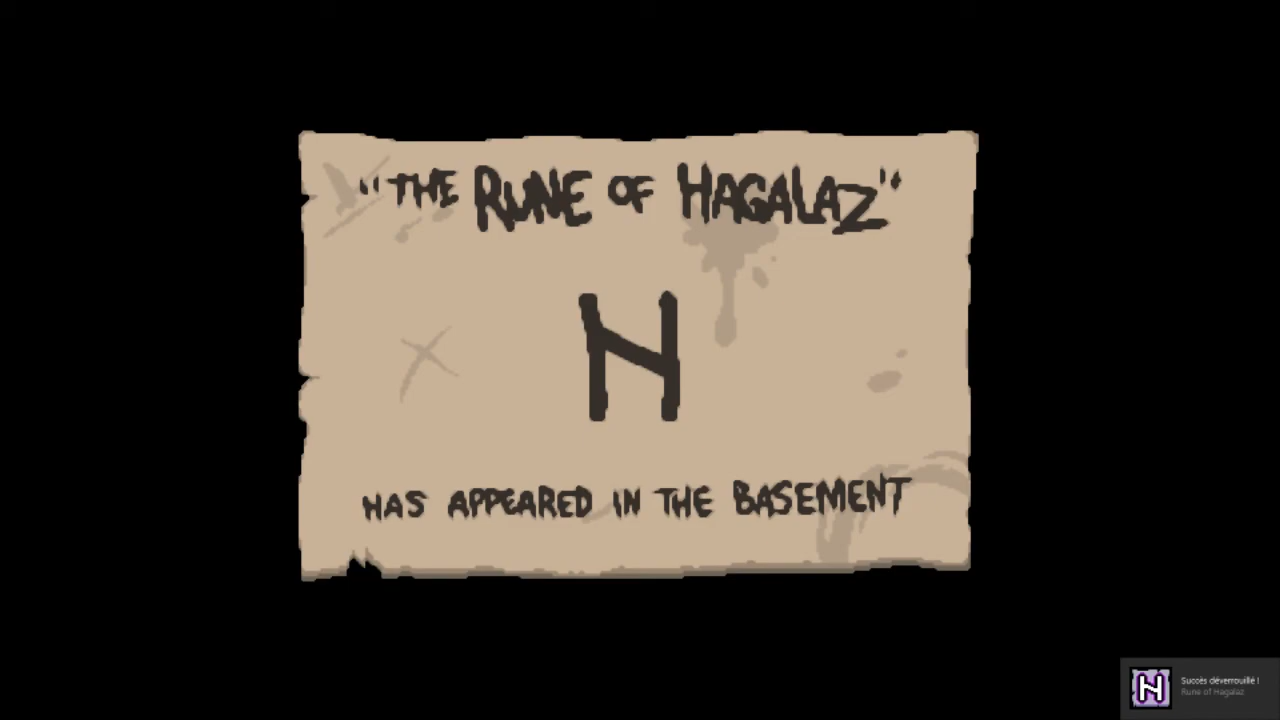 "THE RUNE OF HAGALAZ"
HAS APPEARED IN THE BASEMENT
Succès déverrouillé !
Rune of Hagalaz